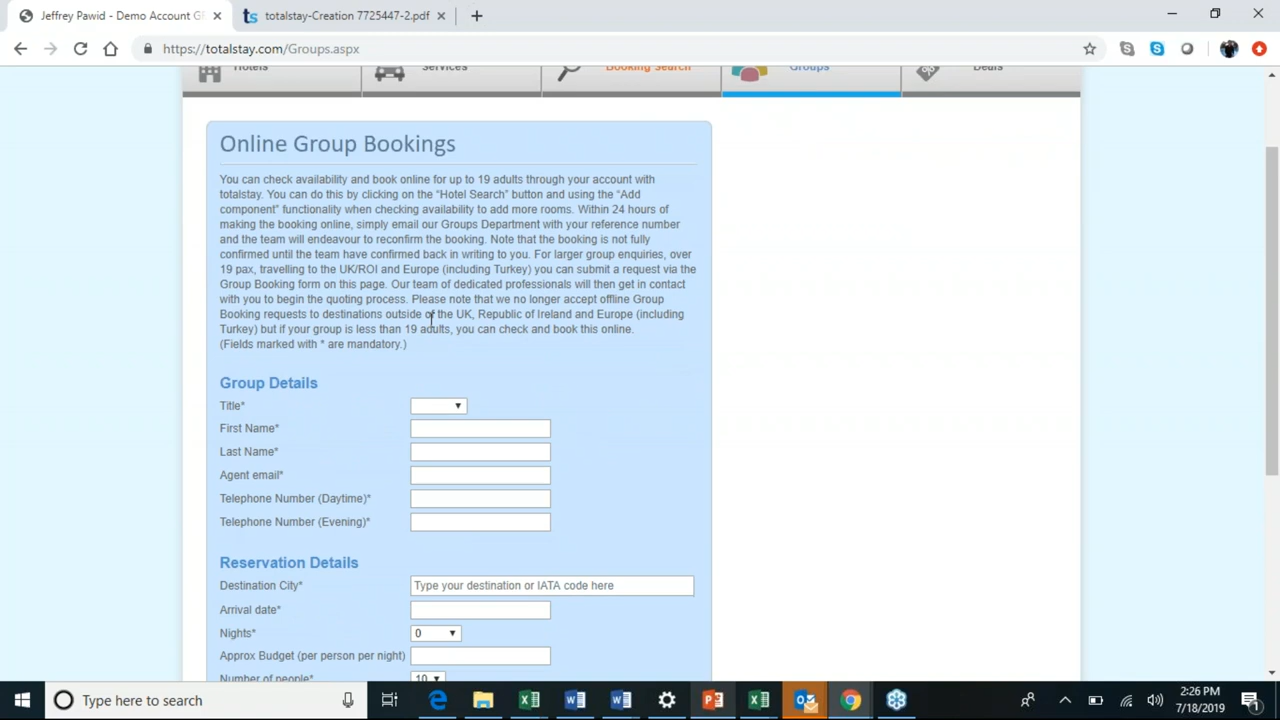 Jeffrey Pawid - Demo Account G
totalstay-Creation 7725447-2.pdf
https://totalstay.com/Groups.aspx
Hotels
Services
Booking Search
Groups
Deals
Online Group Bookings
You can check availability and book online for up to 19 adults through your account with
totalstay. You can do this by clicking on the “Hotel Search” button and using the “Add
component” functionality when checking availability to add more rooms. Within 24 hours of
making the booking online, simply email our Groups Department with your reference number
and the team will endeavour to reconfirm the booking. Note that the booking is not fully
confirmed until the team have confirmed back in writing to you. For larger group enquiries, over
19 pax, travelling to the UK/ROI and Europe (including Turkey) you can submit a request via the
Group Booking form on this page. Our team of dedicated professionals will then get in contact
with you to begin the quoting process. Please note that we no longer accept offline Group
Booking requests to destinations outside of the UK, Republic of Ireland and Europe (including
Turkey) but if your group is less than 19 adults, you can check and book this online.
(Fields marked with * are mandatory.)
Group Details
Title*
First Name*
Last Name*
Agent email*
Telephone Number (Daytime)*
Telephone Number (Evening)*
Reservation Details
Destination City* Type your destination or IATA code here
Arrival date*
Nights* 0
Approx Budget (per person per night)
Number of people* 10
Type here to search
2:26 PM
7/18/2019